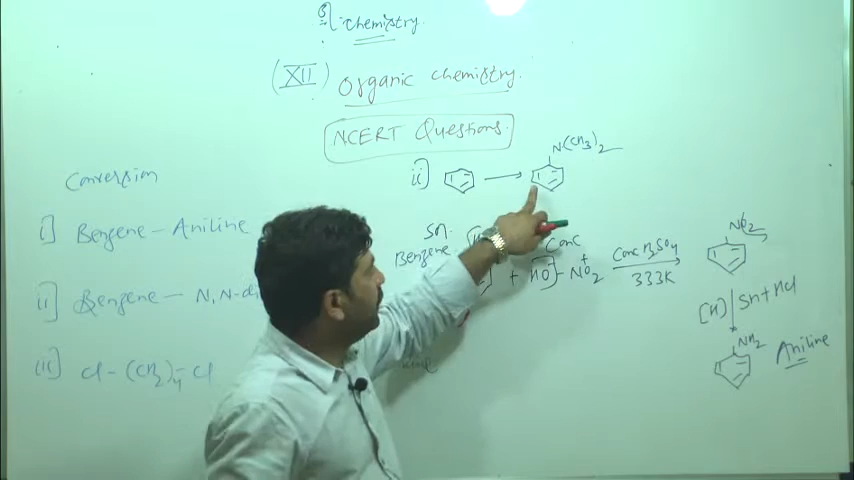 chemistry.
(XII) Organic chemistry.
NCERT Questions.
ii] → N(CH3)2
Conversion
i] Benzene - Aniline
ii] Benzene - N, N-di
iii] Cl - (CH2)4 - Cl
Sol.
Benzene
+ HO - NO2
Conc
Conc H2SO4
333K
NO2
[H] Sn + HCl
NH2
Aniline